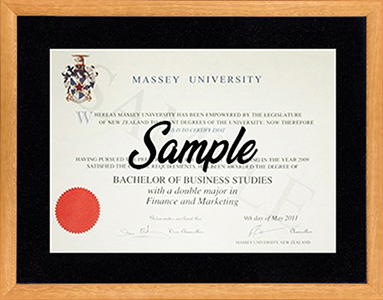 MASSEY UNIVERSITY
WHEREAS MASSEY UNIVERSITY HAS BEEN EMPOWERED BY THE LEGISLATURE
OF NEW ZEALAND TO GRANT DEGREES OF THE UNIVERSITY: NOW THEREFORE
THIS IS TO CERTIFY THAT
Sample
HAVING PURSUED THE IN THE YEAR 2009
SATISFIED THE REQUIREMENTS HAS BEEN AWARDED THE DEGREE OF
BACHELOR OF BUSINESS STUDIES
with a double major in
Finance and Marketing
9th day of May 2011
Vice-Chancellor
Chancellor
MASSEY UNIVERSITY, NEW ZEALAND